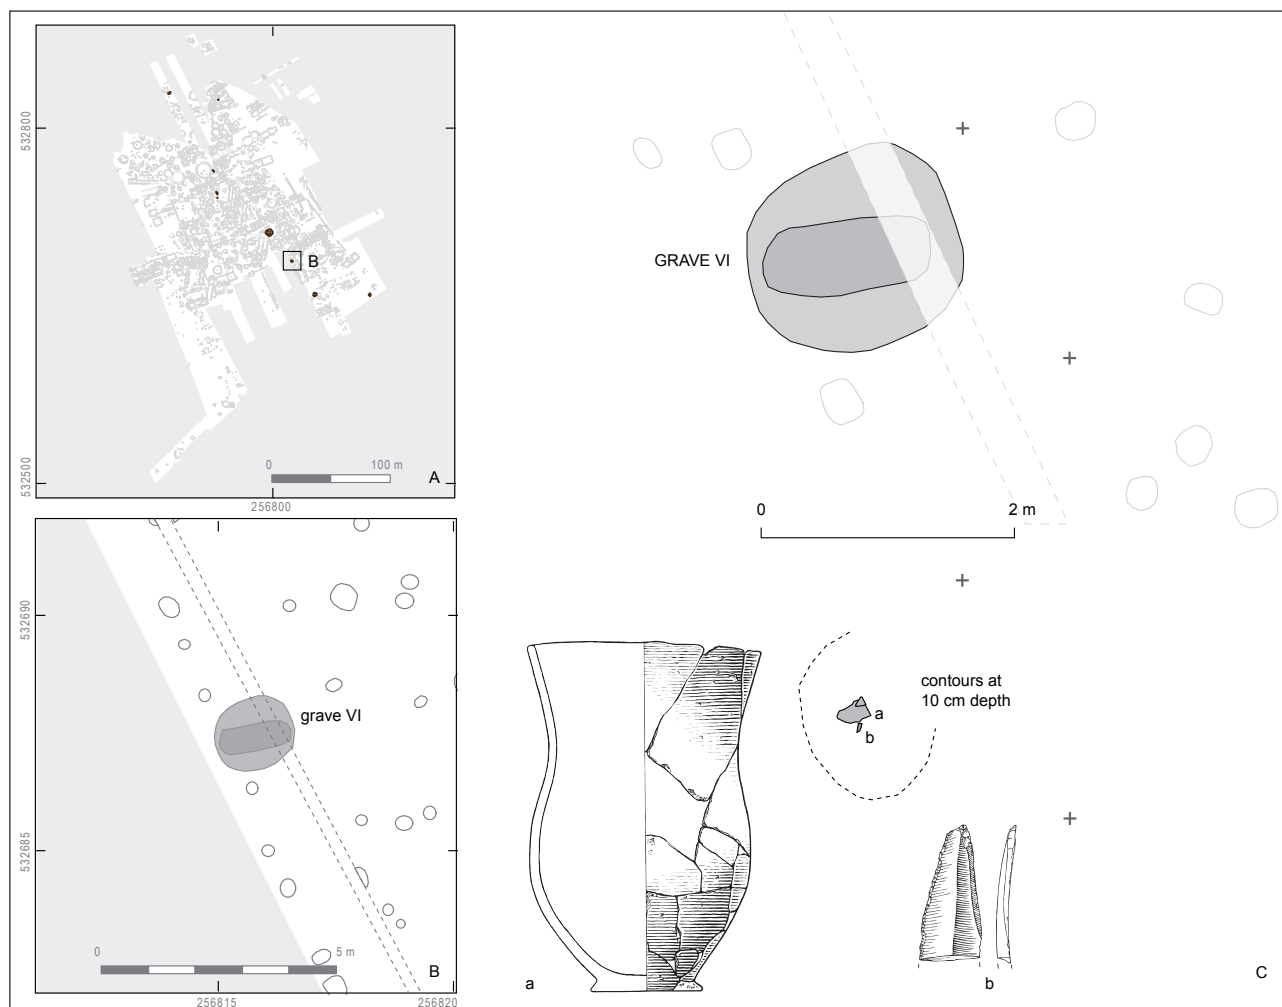 532800
B
0
100 m
A
532500
256800
GRAVE VI
0
2 m
532690
grave VI
532685
0
5 m
B
256815
256820
contours at
10 cm depth
a
b
a
b
C